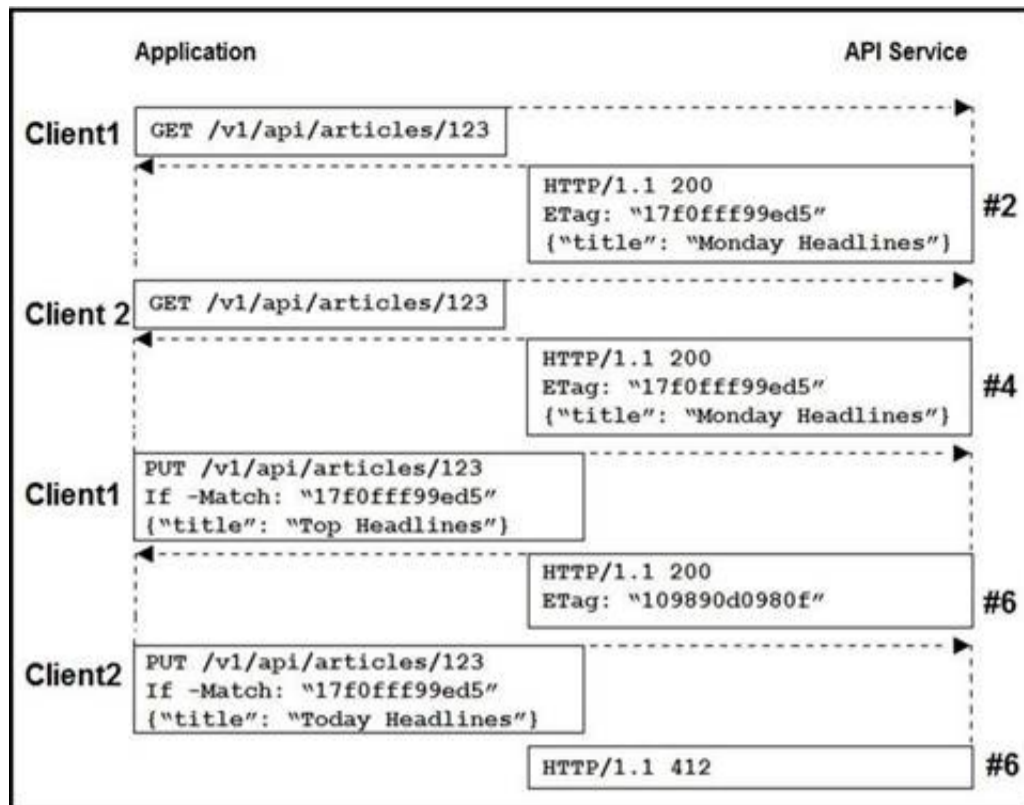 Application API Service
Client1
GET /v1/api/articles/123
HTTP/1.1 200
ETag: “17f0fff99ed5”
{“title”: “Monday Headlines”}
#2
Client 2
GET /v1/api/articles/123
HTTP/1.1 200
ETag: “17f0fff99ed5”
{“title”: “Monday Headlines”}
#4
Client1
PUT /v1/api/articles/123
If -Match: “17f0fff99ed5”
{“title”: “Top Headlines”}
HTTP/1.1 200
ETag: “109890d0980f”
#6
Client2
PUT /v1/api/articles/123
If -Match: “17f0fff99ed5”
{“title”: “Today Headlines”}
HTTP/1.1 412
#6